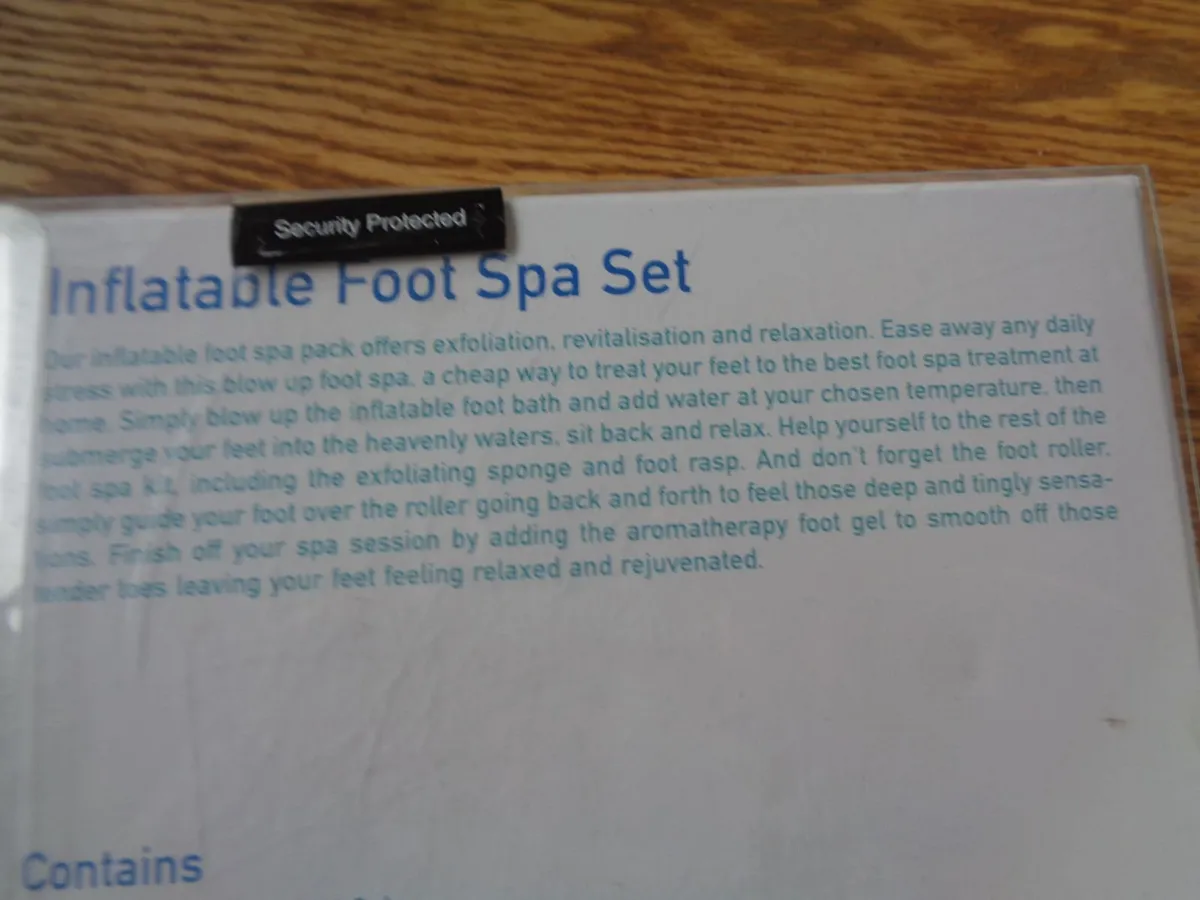 Security Protected
Inflatable Foot Spa Set
Our inflatable foot spa pack offers exfoliation, revitalisation and relaxation. Ease away any daily
stress with this blow up foot spa, a cheap way to treat your feet to the best foot spa treatment at
home. Simply blow up the inflatable foot bath and add water at your chosen temperature, then
submerge your feet into the heavenly waters, sit back and relax. Help yourself to the rest of the
foot spa kit, including the exfoliating sponge and foot rasp. And don't forget the foot roller,
simply guide your foot over the roller going back and forth to feel those deep and tingly sensa-
tions. Finish off your spa session by adding the aromatherapy foot gel to smooth off those
tender toes leaving your feet feeling relaxed and rejuvenated.
Contains